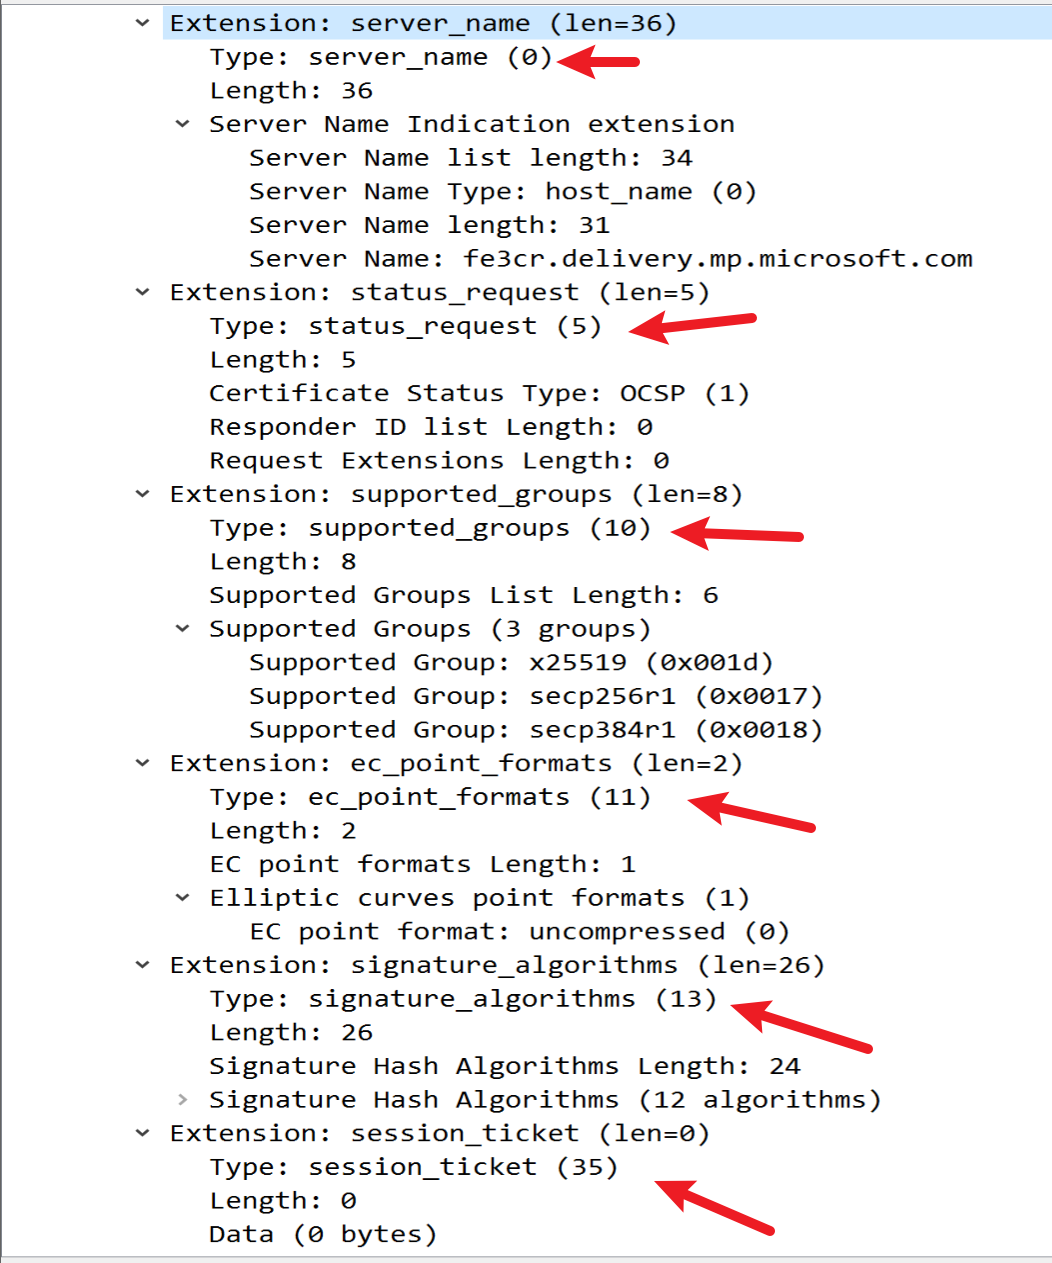 Extension: server_name (len=36)
Type: server_name (0)
Length: 36
Server Name Indication extension
Server Name list length: 34
Server Name Type: host_name (0)
Server Name length: 31
Server Name: fe3cr.delivery.mp.microsoft.com
Extension: status_request (len=5)
Type: status_request (5)
Length: 5
Certificate Status Type: OCSP (1)
Responder ID list Length: 0
Request Extensions Length: 0
Extension: supported_groups (len=8)
Type: supported_groups (10)
Length: 8
Supported Groups List Length: 6
Supported Groups (3 groups)
Supported Group: x25519 (0x001d)
Supported Group: secp256r1 (0x0017)
Supported Group: secp384r1 (0x0018)
Extension: ec_point_formats (len=2)
Type: ec_point_formats (11)
Length: 2
EC point formats Length: 1
Elliptic curves point formats (1)
EC point format: uncompressed (0)
Extension: signature_algorithms (len=26)
Type: signature_algorithms (13)
Length: 26
Signature Hash Algorithms Length: 24
Signature Hash Algorithms (12 algorithms)
Extension: session_ticket (len=0)
Type: session_ticket (35)
Length: 0
Data (0 bytes)